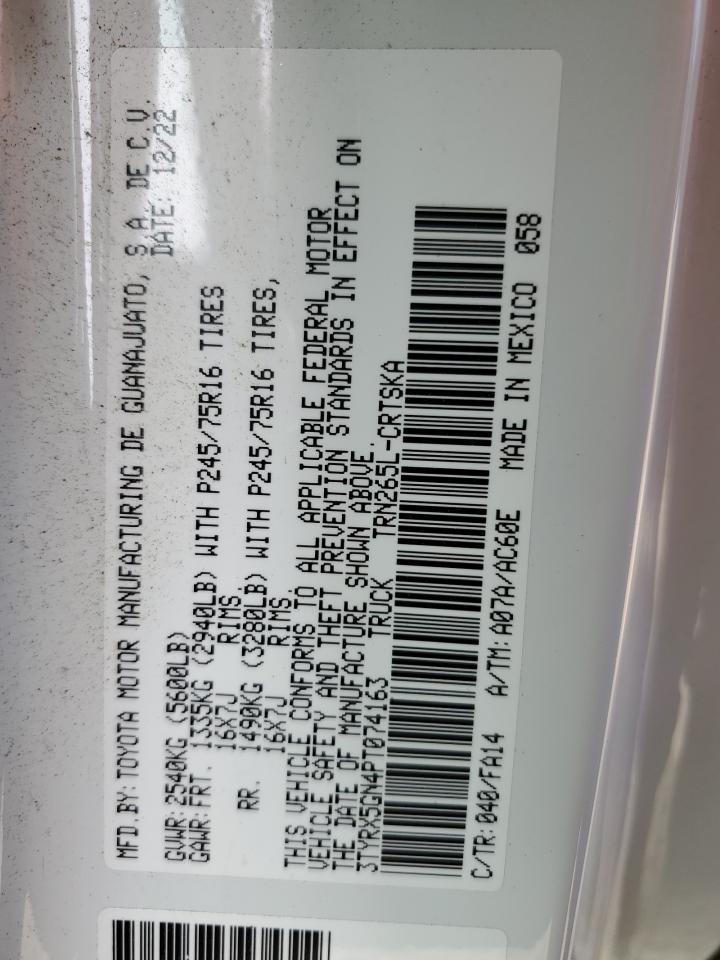 MFD.BY:TOYOTA MOTOR MANUFACTURING DE GUANAJUATO, S.A. DE C.V.
DATE: 12/22
GVWR:2540KG (5600LB)
GAWR:FRT. 1335KG (2940LB) WITH P245/75R16 TIRES
16X7J RIMS.
RR. 1490KG (3280LB) WITH P245/75R16 TIRES,
16X7J RIMS.
THIS VEHICLE CONFORMS TO ALL APPLICABLE FEDERAL MOTOR
VEHICLE SAFETY AND THEFT PREVENTION STANDARDS IN EFFECT ON
THE DATE OF MANUFACTURE SHOWN ABOVE.
3TYRX5GN4PT074163 TRUCK TRN265L-CRTSKA
C/TR:040/FA14 A/TM:A07A/AC60E MADE IN MEXICO 058